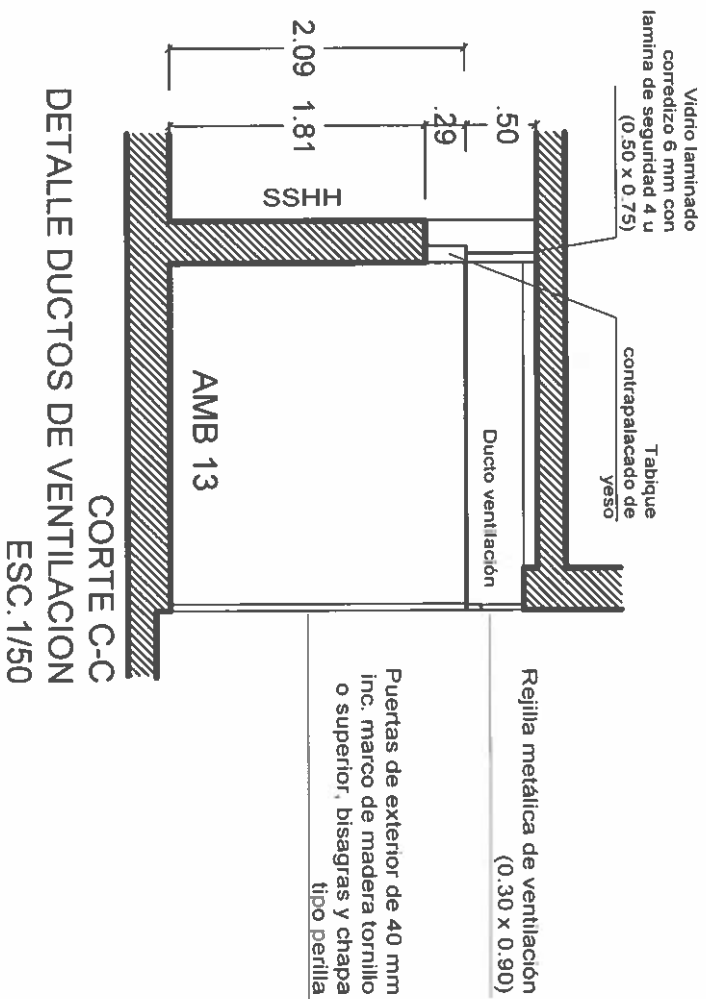 Vidrio laminado
corredizo 6 mm con
lamina de seguridad 4 u
(0.50 x 0.75)
Tabique
contrapalacado de
yeso
.50
.29
2.09
1.81
SSHH
AMB 13
Ducto ventilación
Rejilla metálica de ventilación
(0.30 x 0.90)
Puertas de exterior de 40 mm
inc. marco de madera tornillo
o superior, bisagras y chapa
tipo perilla
CORTE C-C
DETALLE DUCTOS DE VENTILACION
ESC.1/50